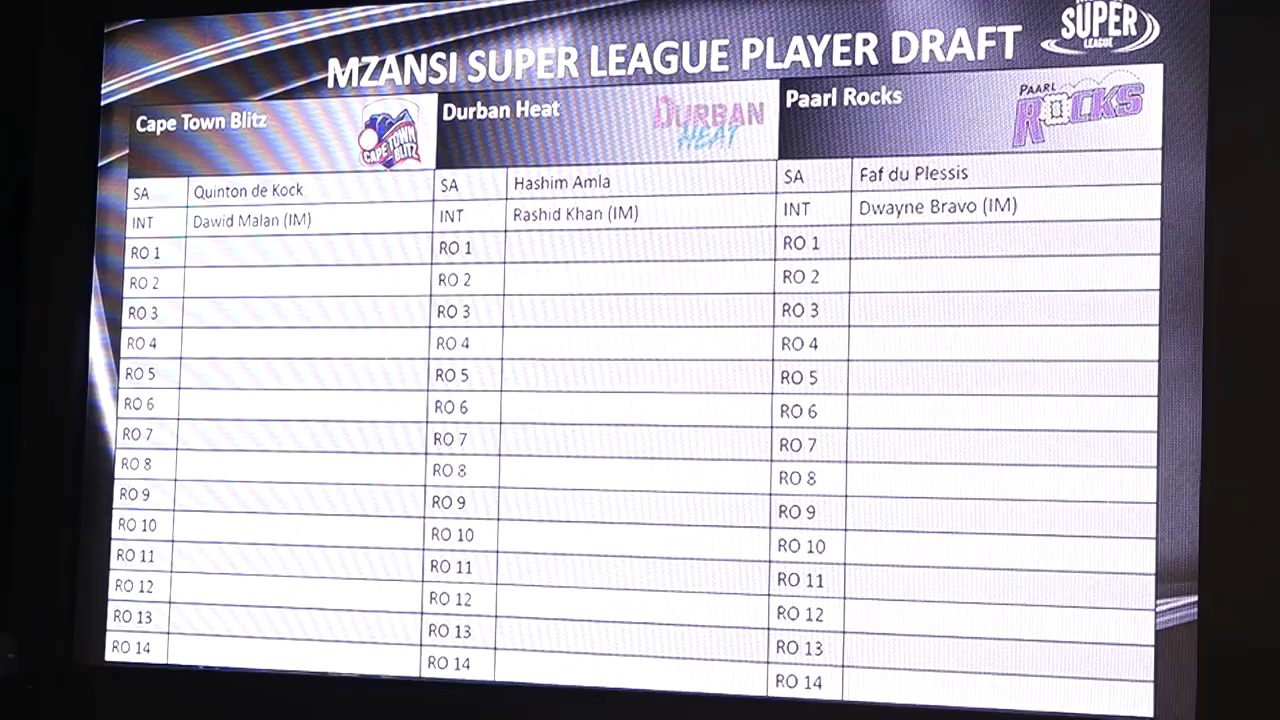 SUPER
LEAGUE
MZANSI SUPER LEAGUE PLAYER DRAFT
Cape Town Blitz
CAPE TOWN
BLITZ
Durban Heat
DURBAN
HEAT
Paarl Rocks
PAARL
ROCKS
SA Quinton de Kock SA Hashim Amla SA Faf du Plessis
INT Dawid Malan (IM) INT Rashid Khan (IM) INT Dwayne Bravo (IM)
RO 1 RO 1 RO 1
RO 2 RO 2 RO 2
RO 3 RO 3 RO 3
RO 4 RO 4 RO 4
RO 5 RO 5 RO 5
RO 6 RO 6 RO 6
RO 7 RO 7 RO 7
RO 8 RO 8 RO 8
RO 9 RO 9 RO 9
RO 10 RO 10 RO 10
RO 11 RO 11 RO 11
RO 12 RO 12 RO 12
RO 13 RO 13 RO 13
RO 14 RO 14 RO 14